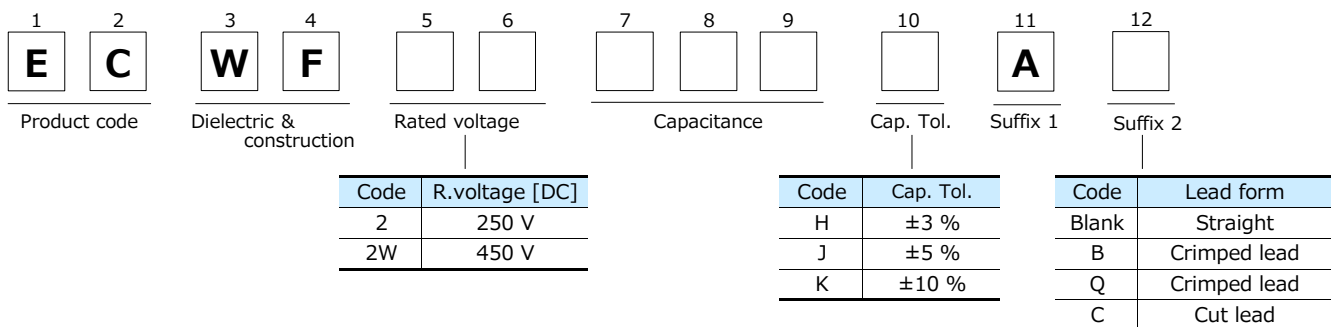 1 2 3 4 5 6 7 8 9 10 11 12
E C W F A
Product code Dielectric & construction Rated voltage Capacitance Cap. Tol. Suffix 1 Suffix 2
Code R.voltage [DC]
2 250 V
2W 450 V
Code Cap. Tol.
H ±3 %
J ±5 %
K ±10 %
Code Lead form
Blank Straight
B Crimped lead
Q Crimped lead
C Cut lead